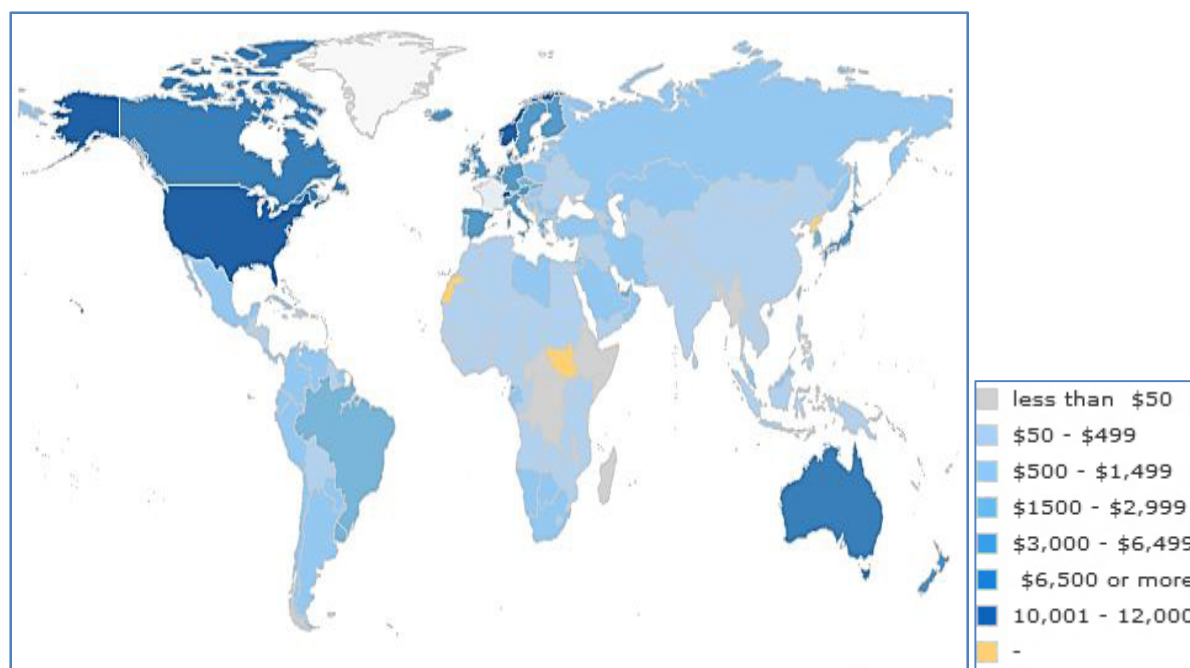 less than $50
$50 - $499
$500 - $1,499
$1500 - $2,999
$3,000 - $6,499
$6,500 or more
10,001 - 12,000
-